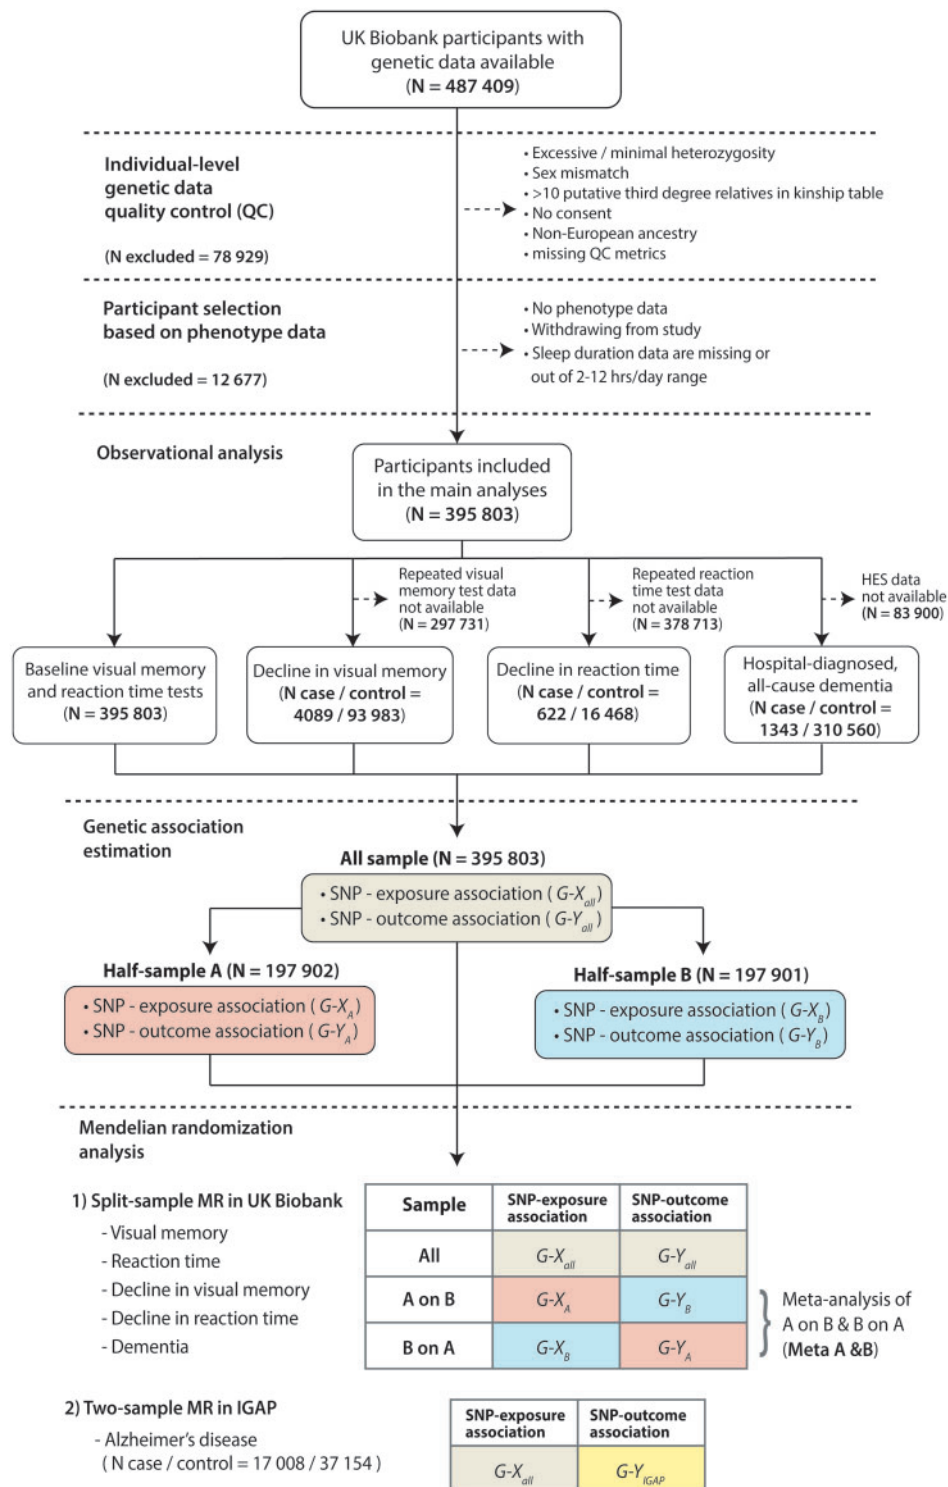 UK Biobank participants with
genetic data available
(N = 487 409)
Individual-level
genetic data
quality control (QC)
(N excluded = 78 929)
• Excessive / minimal heterozygosity
• Sex mismatch
• >10 putative third degree relatives in kinship table
• No consent
• Non-European ancestry
• missing QC metrics
Participant selection
based on phenotype data
(N excluded = 12 677)
• No phenotype data
• Withdrawing from study
• Sleep duration data are missing or
out of 2-12 hrs/day range
Observational analysis
Participants included
in the main analyses
(N = 395 803)
Repeated visual
memory test data
not available
(N = 297 731)
Repeated reaction
time test data
not available
(N = 378 713)
HES data
not available
(N = 83 900)
Baseline visual memory
and reaction time tests
(N = 395 803)
Decline in visual memory
(N case / control =
4089 / 93 983)
Decline in reaction time
(N case / control =
622 / 16 468)
Hospital-diagnosed,
all-cause dementia
(N case / control =
1343 / 310 560)
Genetic association
estimation
All sample (N = 395 803)
• SNP - exposure association ( G-Xall)
• SNP - outcome association ( G-Yall)
Half-sample A (N = 197 902)
• SNP - exposure association ( G-XA)
• SNP - outcome association ( G-YA)
Half-sample B (N = 197 901)
• SNP - exposure association ( G-XB)
• SNP - outcome association ( G-YB)
Mendelian randomization
analysis
1) Split-sample MR in UK Biobank
- Visual memory
- Reaction time
- Decline in visual memory
- Decline in reaction time
- Dementia
Sample SNP-exposure association SNP-outcome association
All G-Xall G-Yall
A on B G-XA G-YB
B on A G-XB G-YA
} Meta-analysis of
A on B & B on A
(Meta A &B)
2) Two-sample MR in IGAP
- Alzheimer's disease
( N case / control = 17 008 / 37 154 )
SNP-exposure association SNP-outcome association
G-Xall G-YIGAP